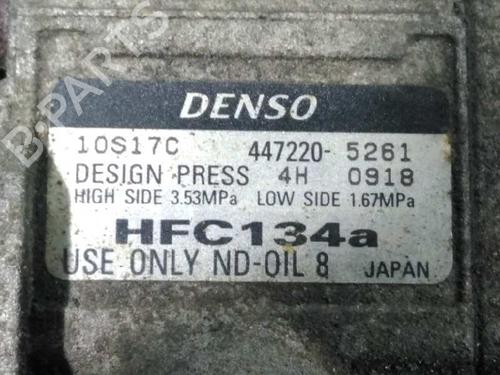 B-PARTS
DENSO
10S17C 447220- 5261
DESIGN PRESS 4H 0918
HIGH SIDE 3.53MPa LOW SIDE 1.67MPa
HFC134a
USE ONLY ND-OIL 8 JAPAN